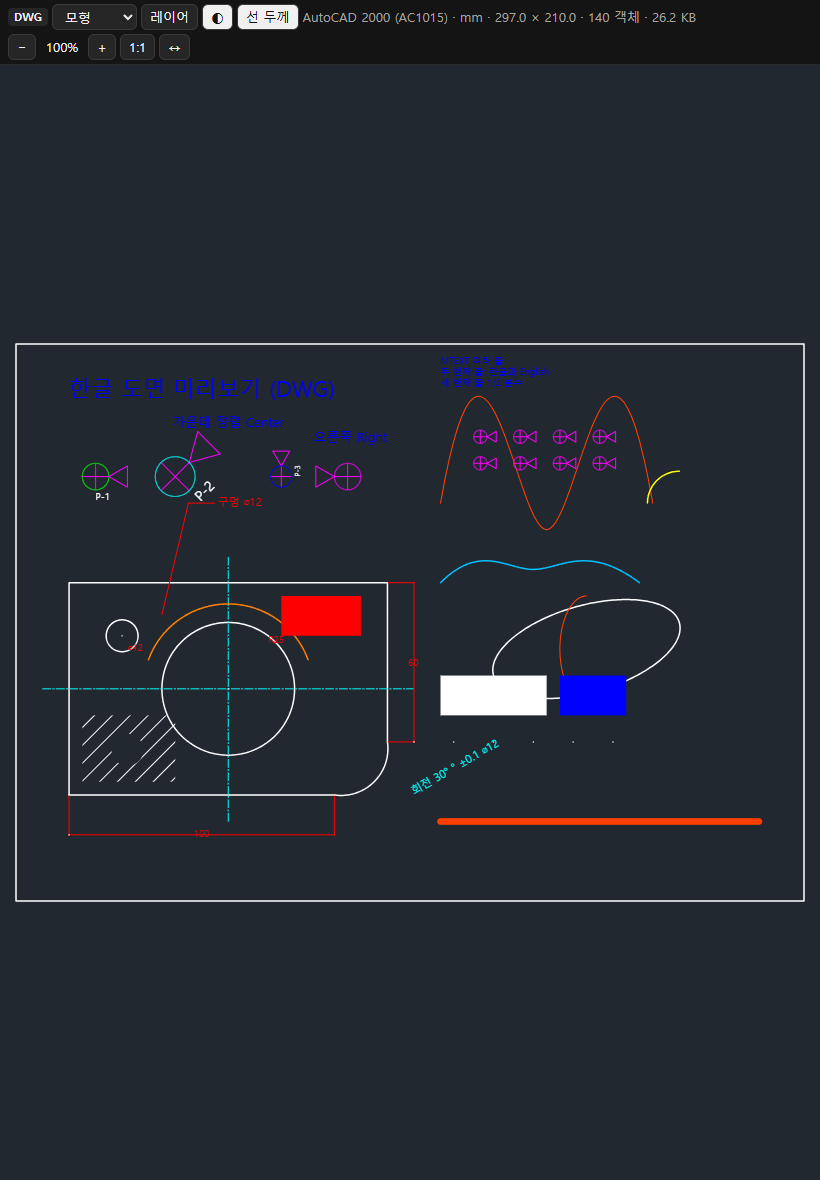 DWG 모형 레이어 ◐ 선 두께 AutoCAD 2000 (AC1015) · mm · 297.0 × 210.0 · 140 객체 · 26.2 KB
− 100% + 1:1 ↔
한글 도면 미리보기 (DWG)
가운데 정렬 Center
오른쪽 Right
P-1
P-2
P-3
구멍 ⌀12
⌀12
60
회전 30° ° ±0.1 ⌀12
100